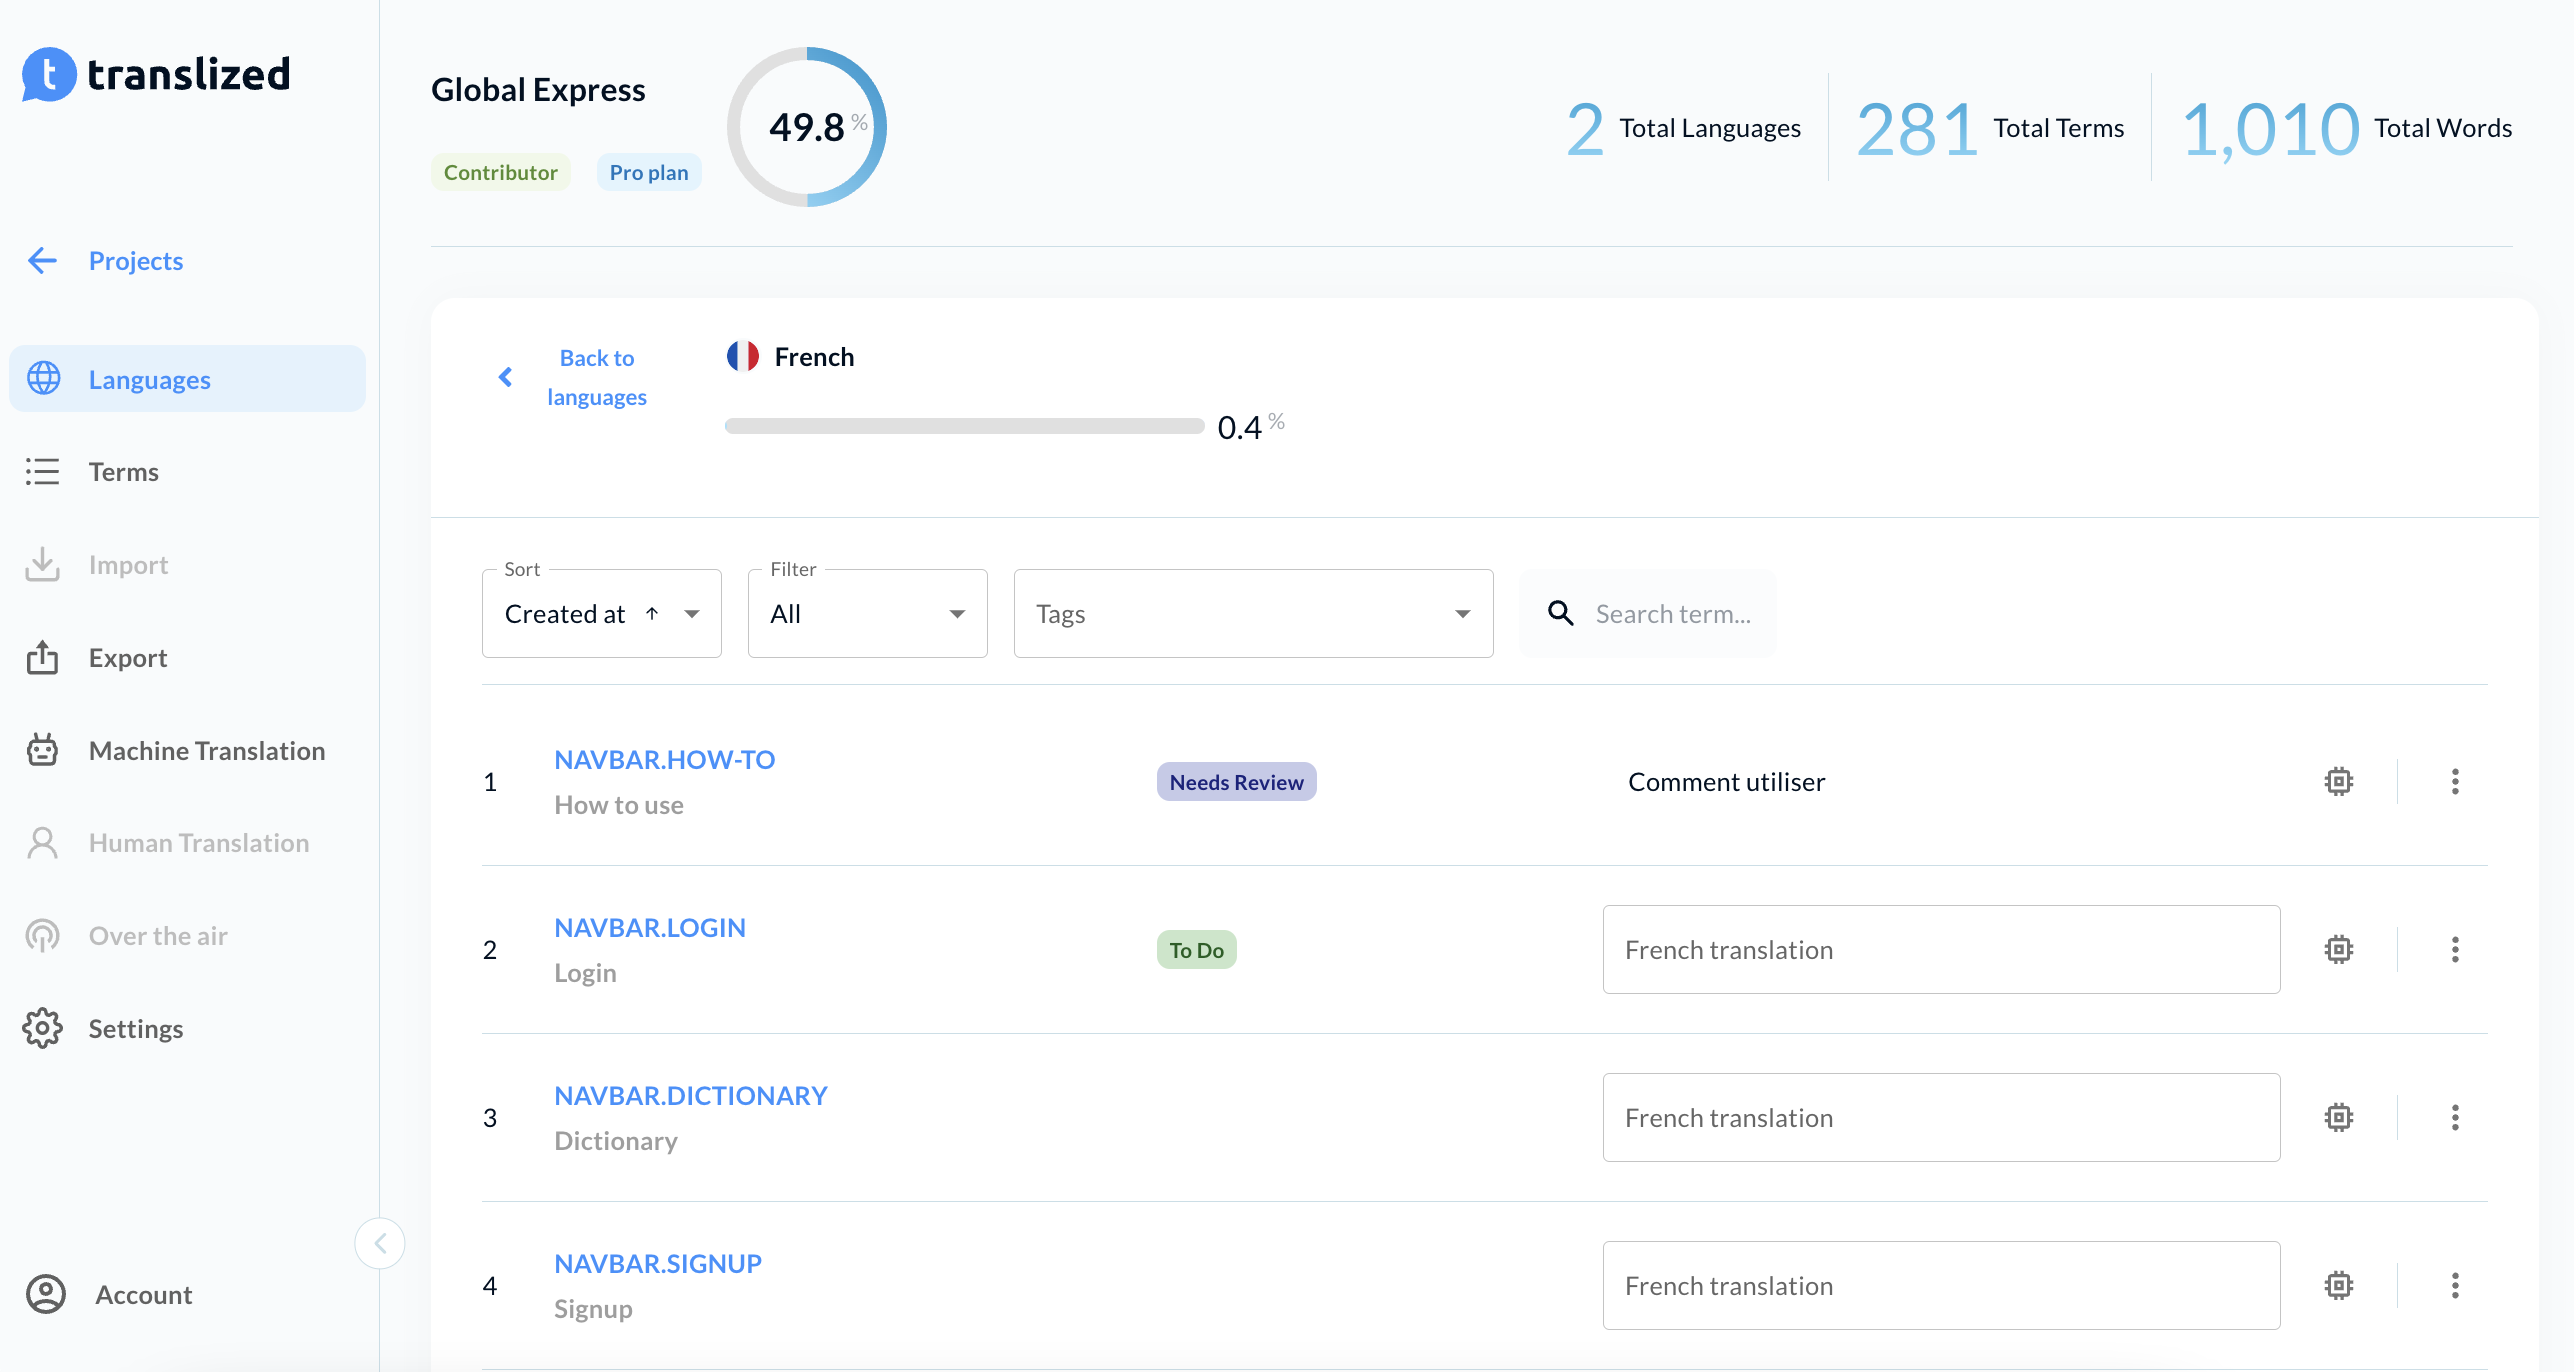 translized
Global Express
Contributor
Pro plan
49.8 %
2 Total Languages
281 Total Terms
1,010 Total Words
Projects
Languages
Terms
Import
Export
Machine Translation
Human Translation
Over the air
Settings
Account
Back to
languages
French
0.4 %
Sort
Created at
Filter
All
Tags
Search term...
1
NAVBAR.HOW-TO
How to use
Needs Review
Comment utiliser
2
NAVBAR.LOGIN
Login
To Do
French translation
3
NAVBAR.DICTIONARY
Dictionary
French translation
4
NAVBAR.SIGNUP
Signup
French translation